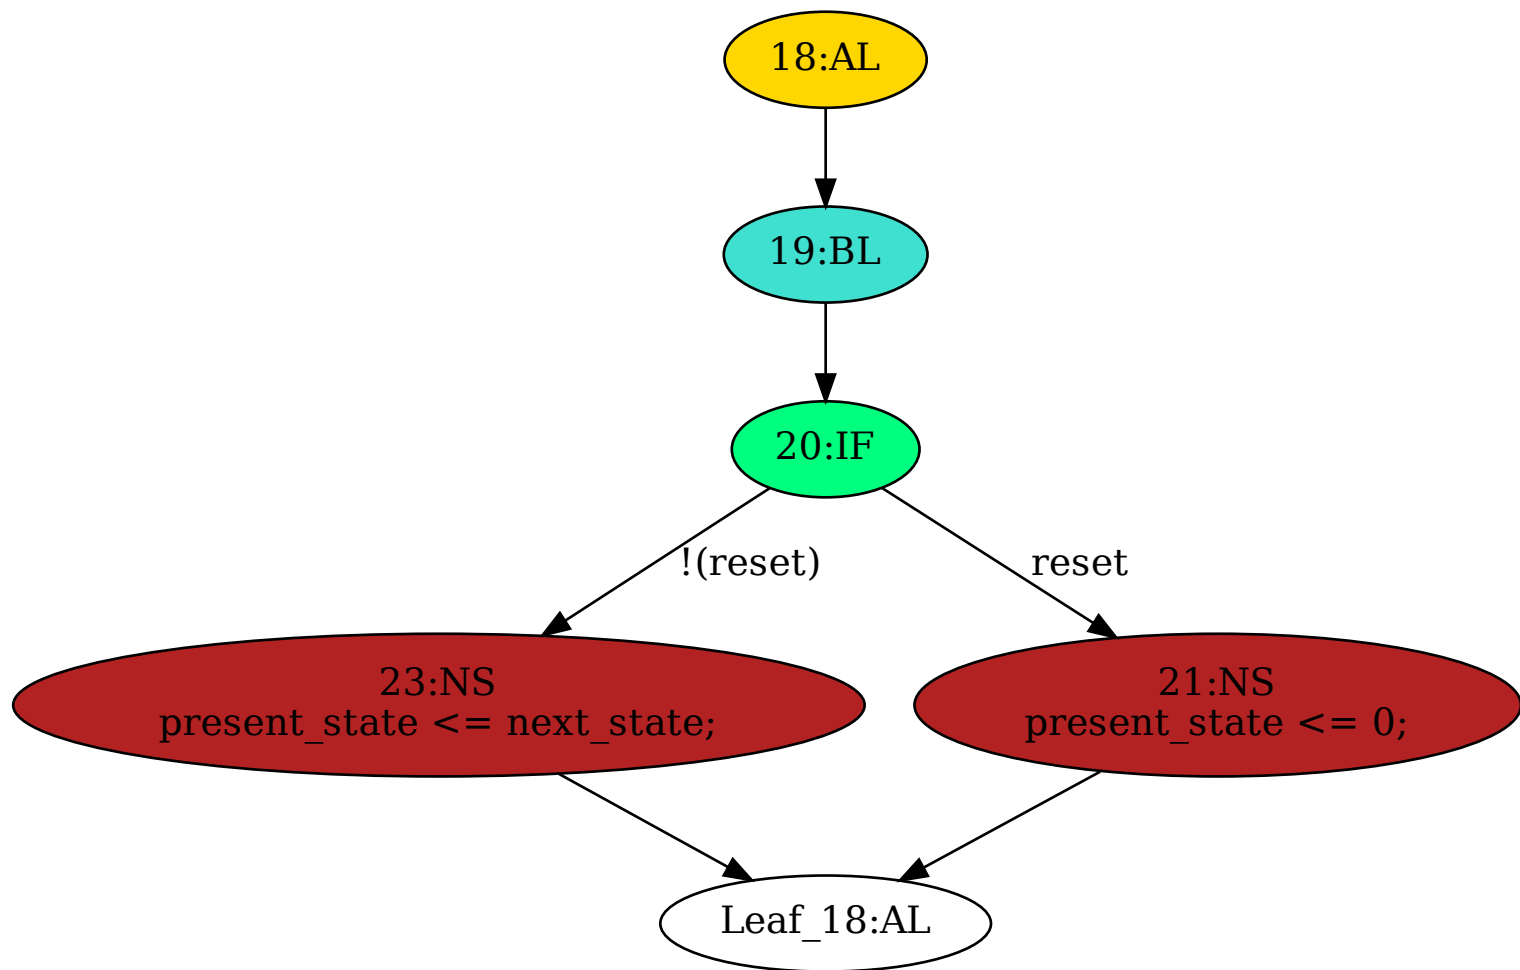 18:AL
19:BL
20:IF
!(reset)
reset
23:NS
present_state <= next_state;
21:NS
present_state <= 0;
Leaf_18:AL